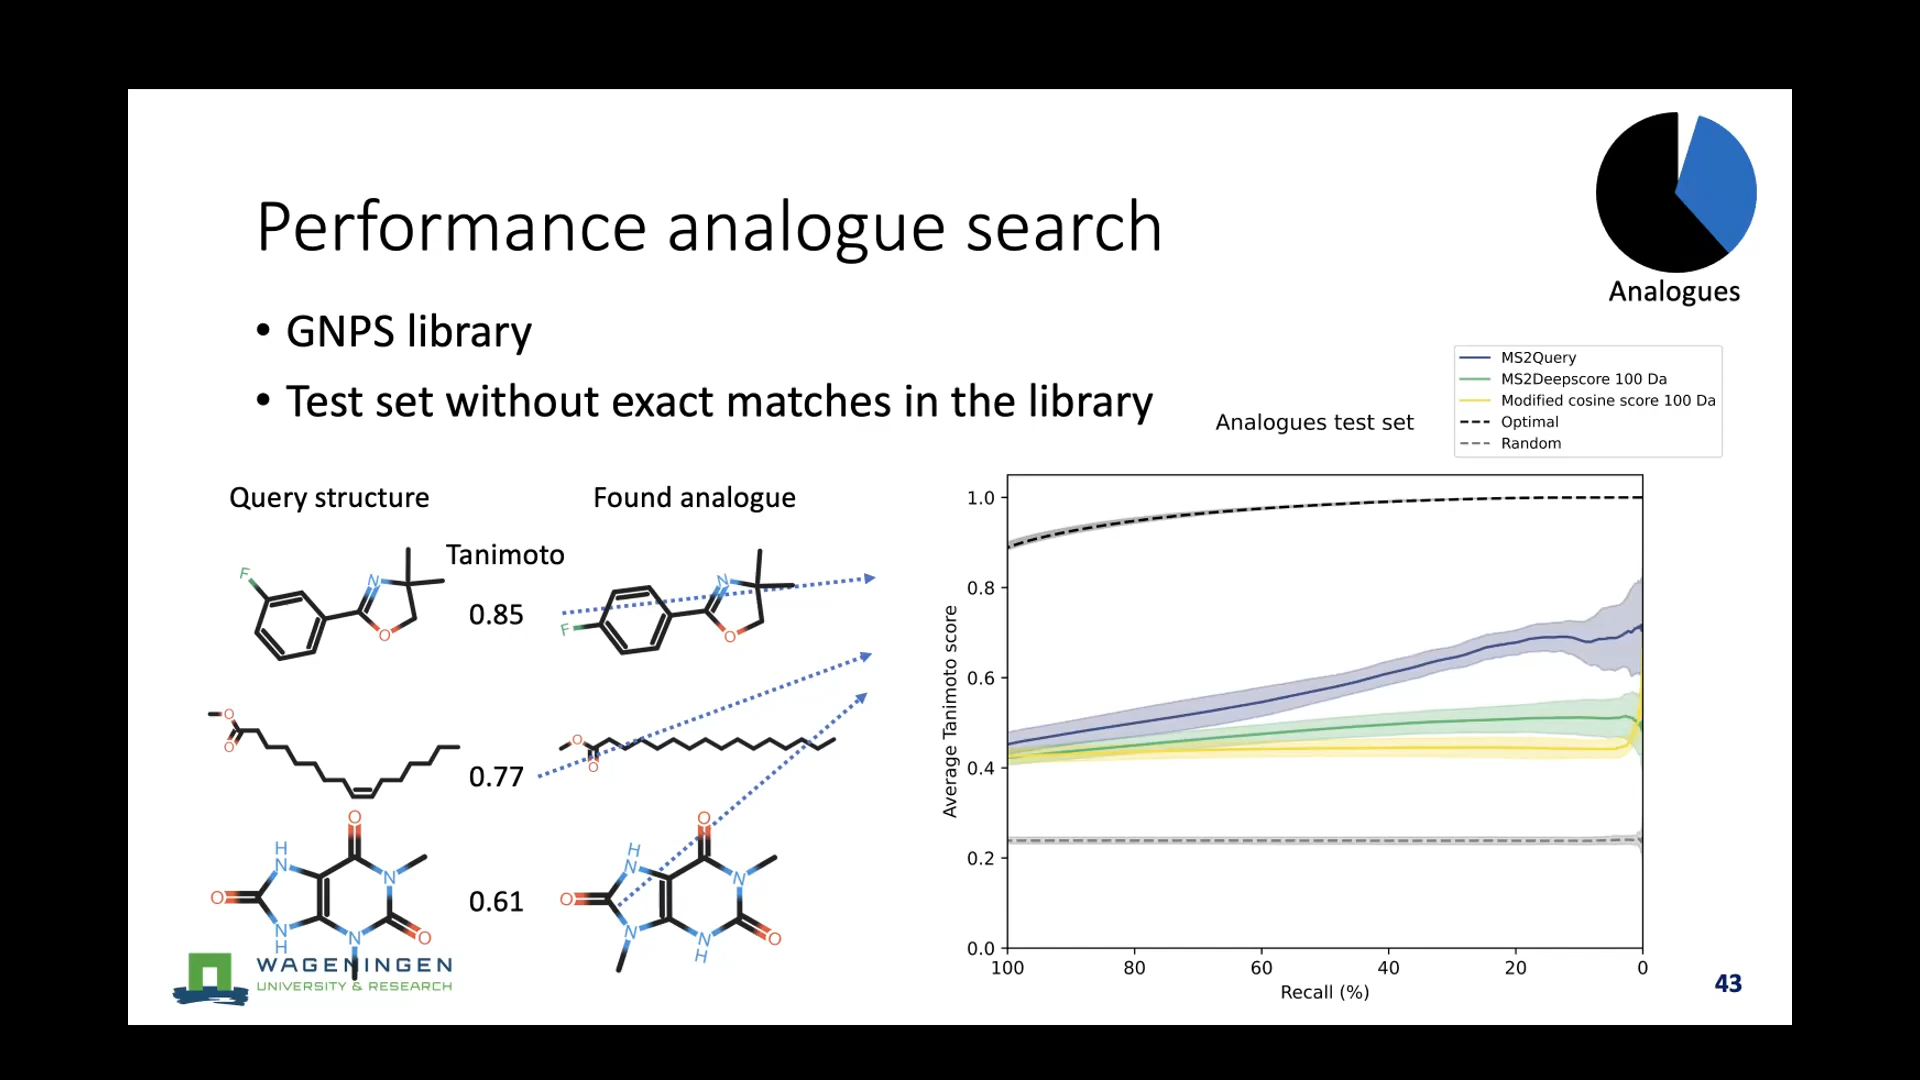 Performance analogue search
Analogues
• GNPS library
• Test set without exact matches in the library
MS2Query
MS2Deepscore 100 Da
Modified cosine score 100 Da
Optimal
Random
Analogues test set
Query structure
Found analogue
Tanimoto
F
N
O
0.85
F
N
O
O
O
0.77
O
O
O
H
N
N
O
N
H
N
O
0.61
O
H
N
N
O
N
N
H
O
1.0
0.8
0.6
0.4
0.2
0.0
Average Tanimoto score
100 80 60 40 20 0
Recall (%)
WAGENINGEN
UNIVERSITY & RESEARCH
43